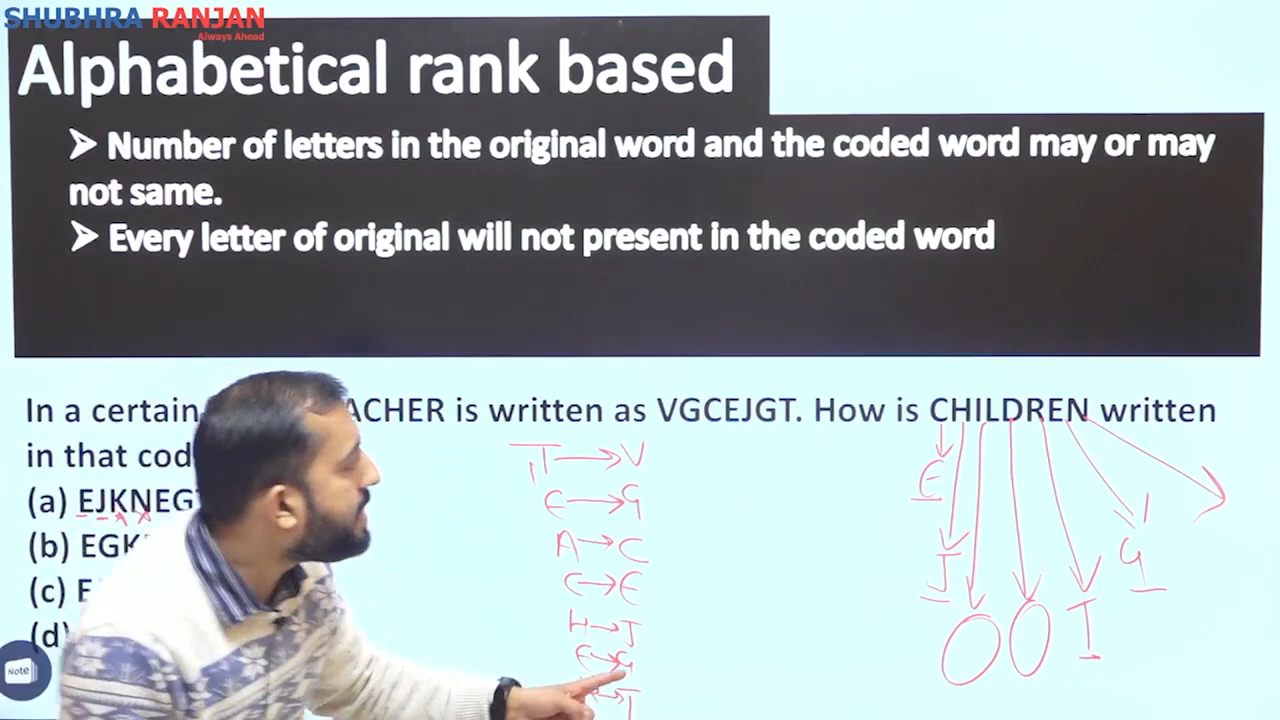 SHUBHRA RANJAN
Always Ahead
Alphabetical rank based
➤ Number of letters in the original word and the coded word may or may
not same.
➤ Every letter of original will not present in the coded word
In a certain ACHER is written as VGCEJGT. How is CHILDREN written
in that cod
(a) EJKNEG
(b) EGK
(c) E
(d)
Note
T → V
E → G
A → C
C → E
H → J
E → G
→ T
E
J
T
G